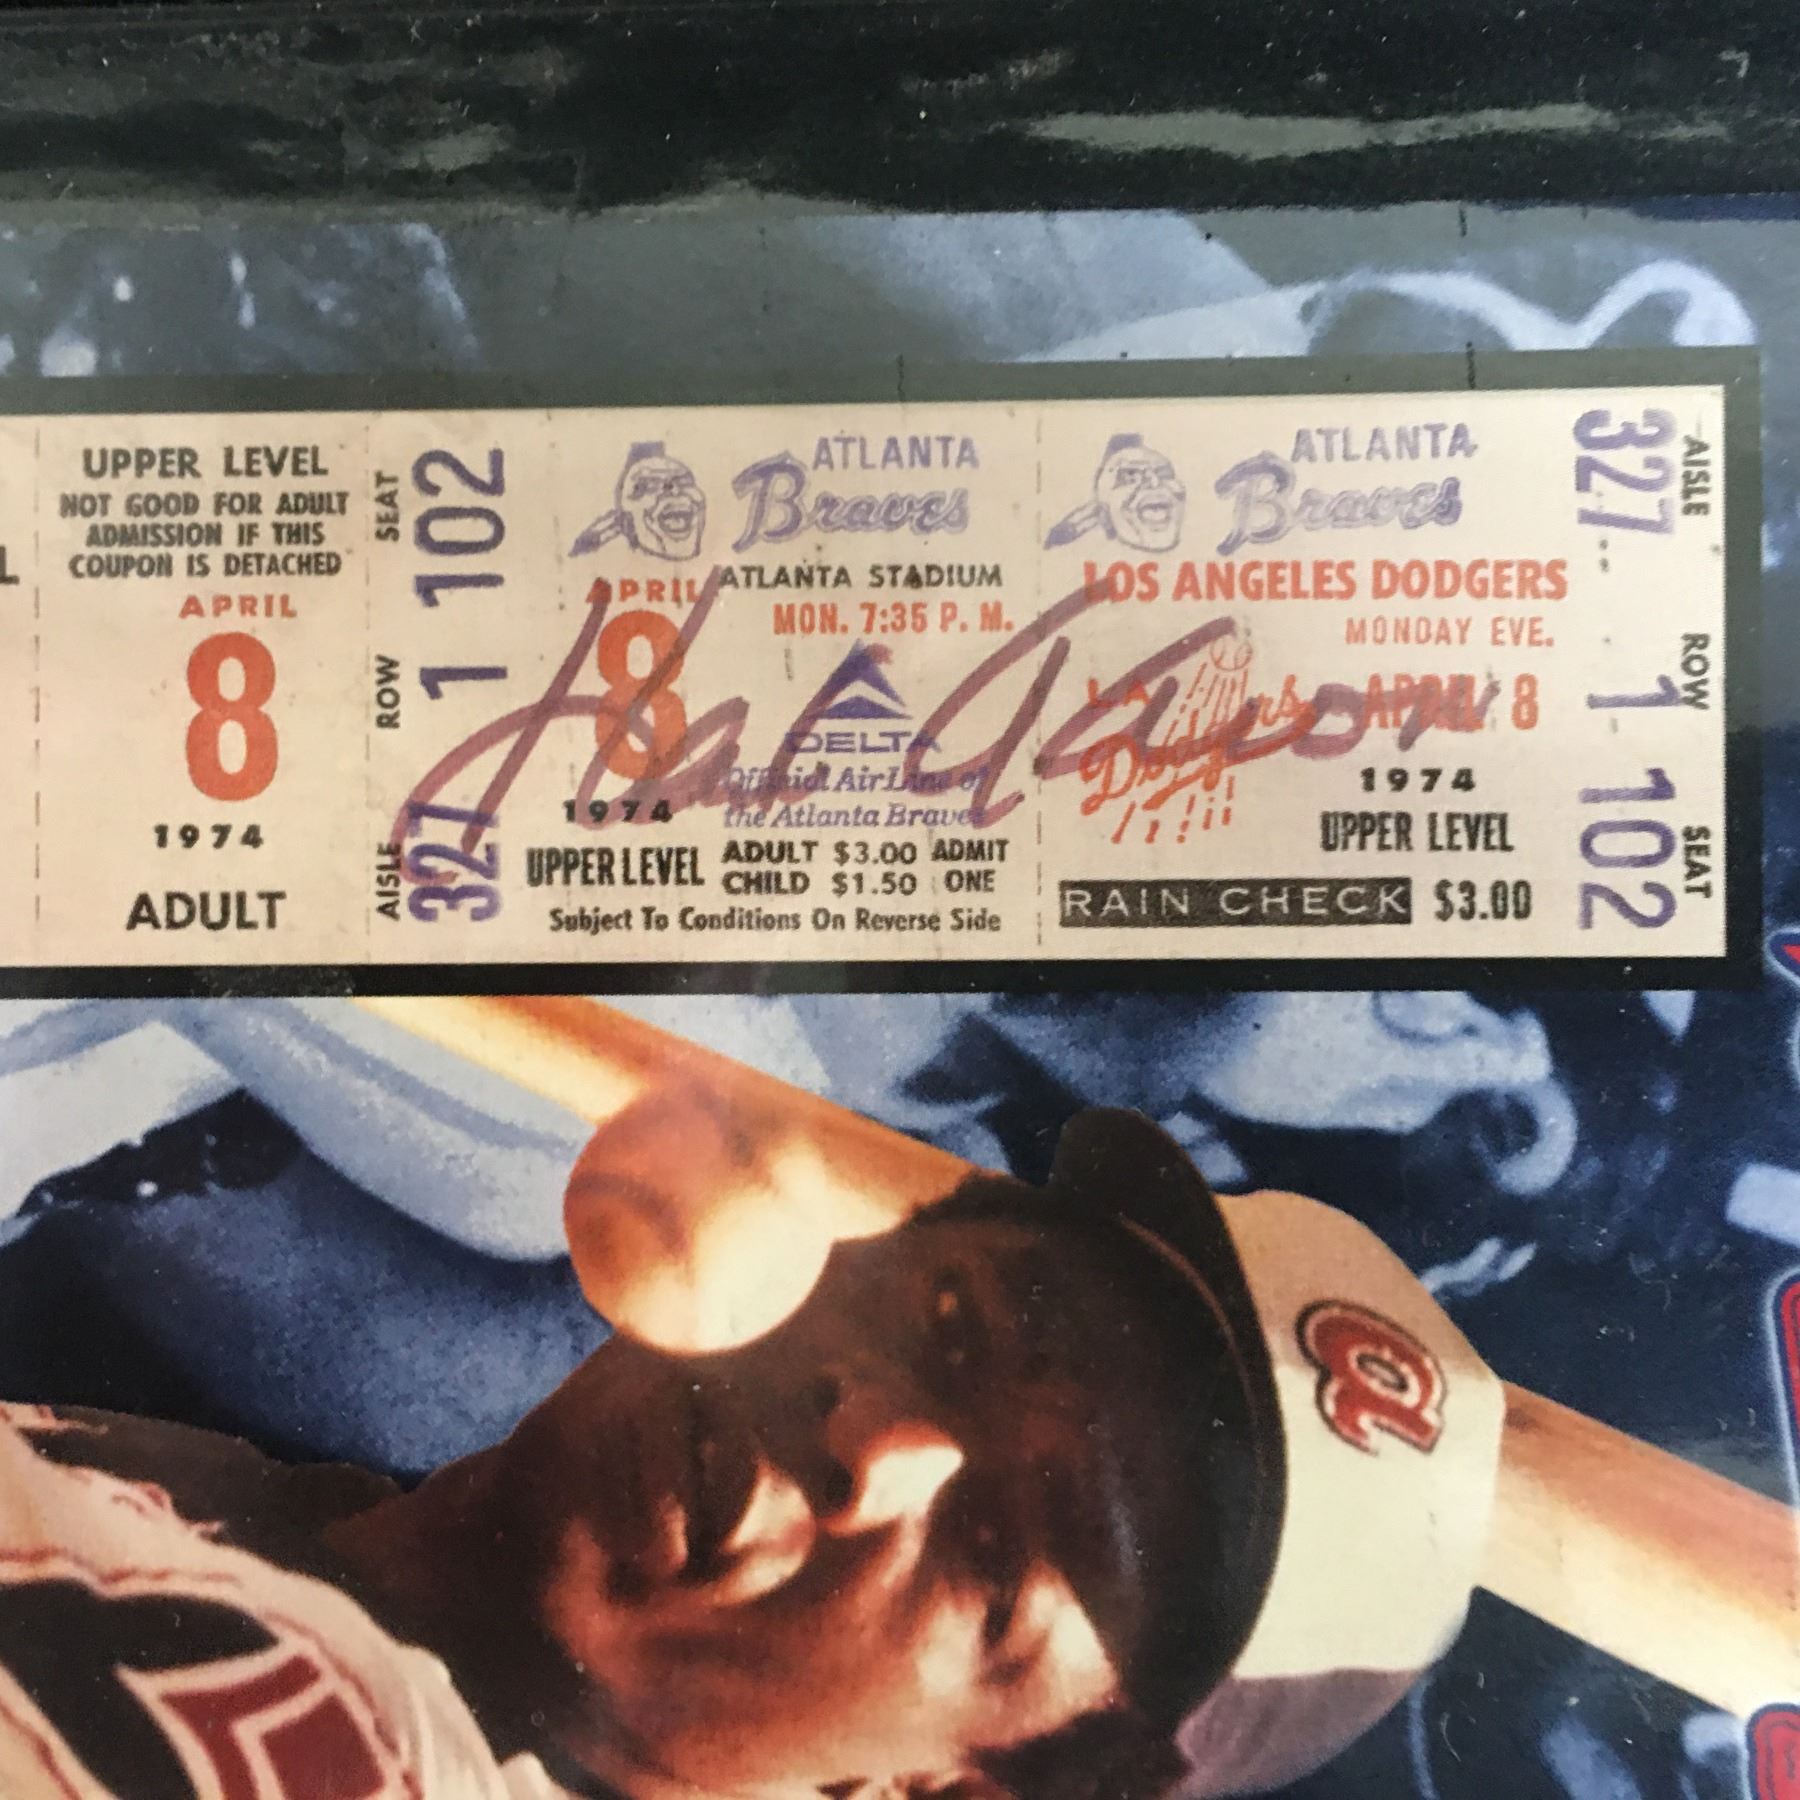 UPPER LEVEL
NOT GOOD FOR ADULT
ADMISSION IF THIS
COUPON IS DETACHED
APRIL
8
1974
ADULT
SEAT
102
ROW
1
AISLE
327
ATLANTA
Braves
APRIL
8
1974
ATLANTA STADIUM
MON. 7:35 P. M.
DELTA
Official Air Line of
the Atlanta Braves
UPPER LEVEL
ADULT $3.00 ADMIT
CHILD $1.50 ONE
Subject To Conditions On Reverse Side
Hank Aaron
ATLANTA
Braves
LOS ANGELES DODGERS
MONDAY EVE.
LA
Dodgers
APRIL 8
1974
UPPER LEVEL
RAIN CHECK $3.00
AISLE
327
ROW
1
SEAT
102
a